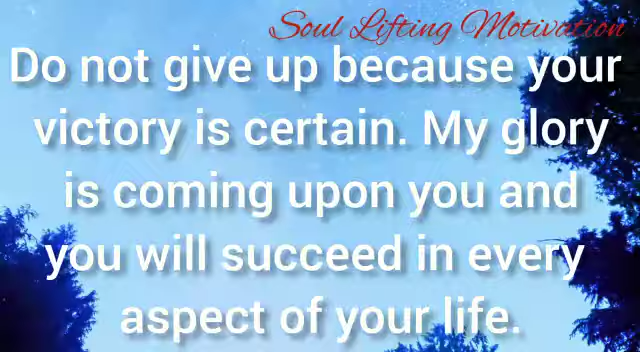 Soul Lifting Motivation
Do not give up because your
victory is certain. My glory
is coming upon you and
you will succeed in every
aspect of your life.